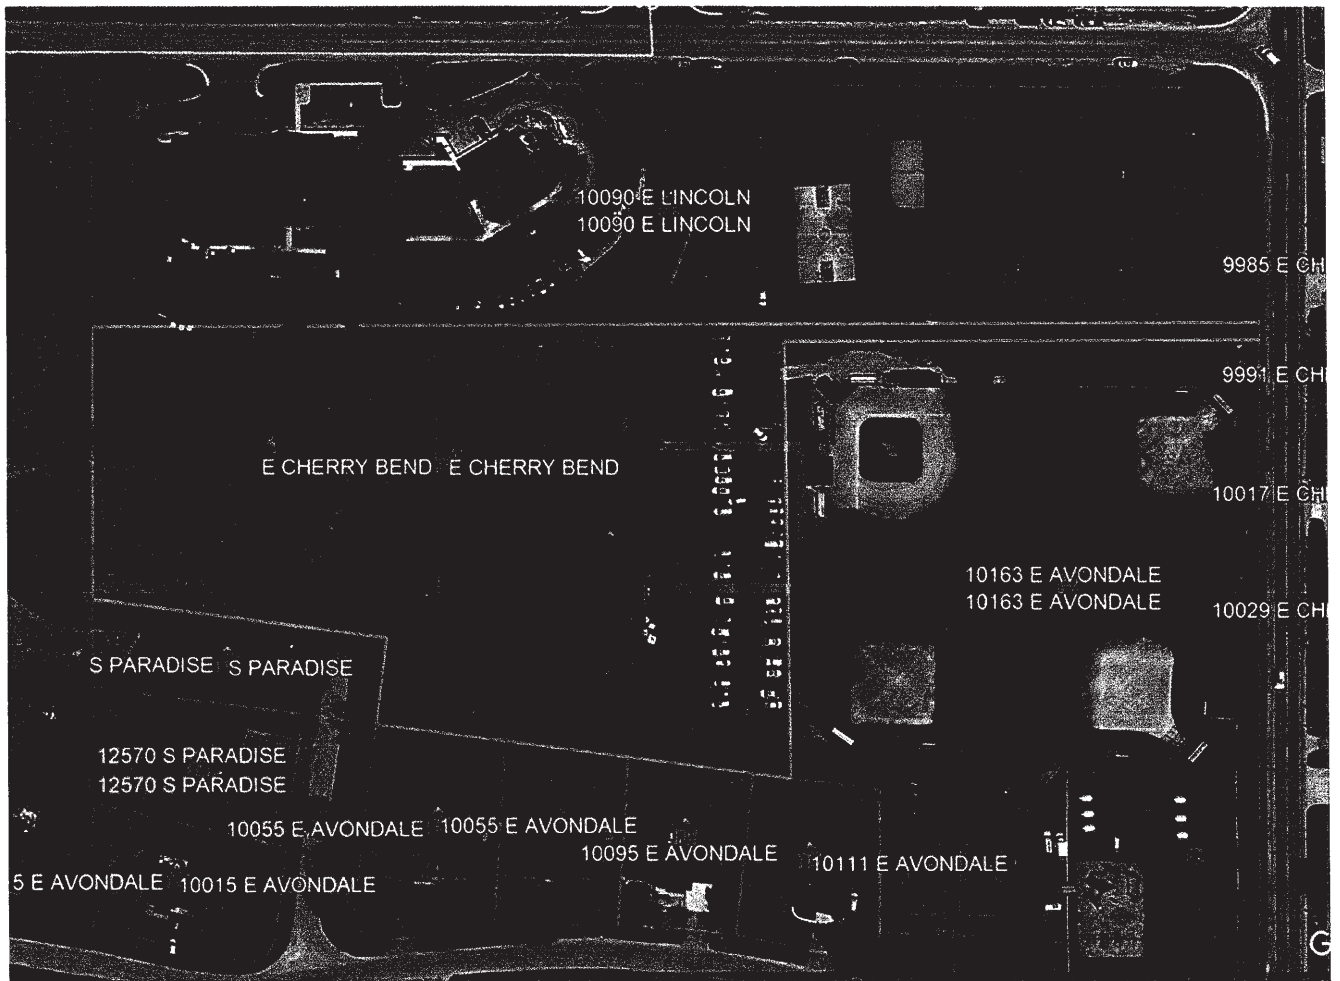 10090 E LINCOLN
10090 E LINCOLN
9985 E CH
9991 E CH
E CHERRY BEND E CHERRY BEND
10017 E CH
10163 E AVONDALE
10163 E AVONDALE
10029 E CH
S PARADISE S PARADISE
12570 S PARADISE
12570 S PARADISE
10055 E AVONDALE 10055 E AVONDALE
10095 E AVONDALE
10111 E AVONDALE
5 E AVONDALE 10015 E AVONDALE
G